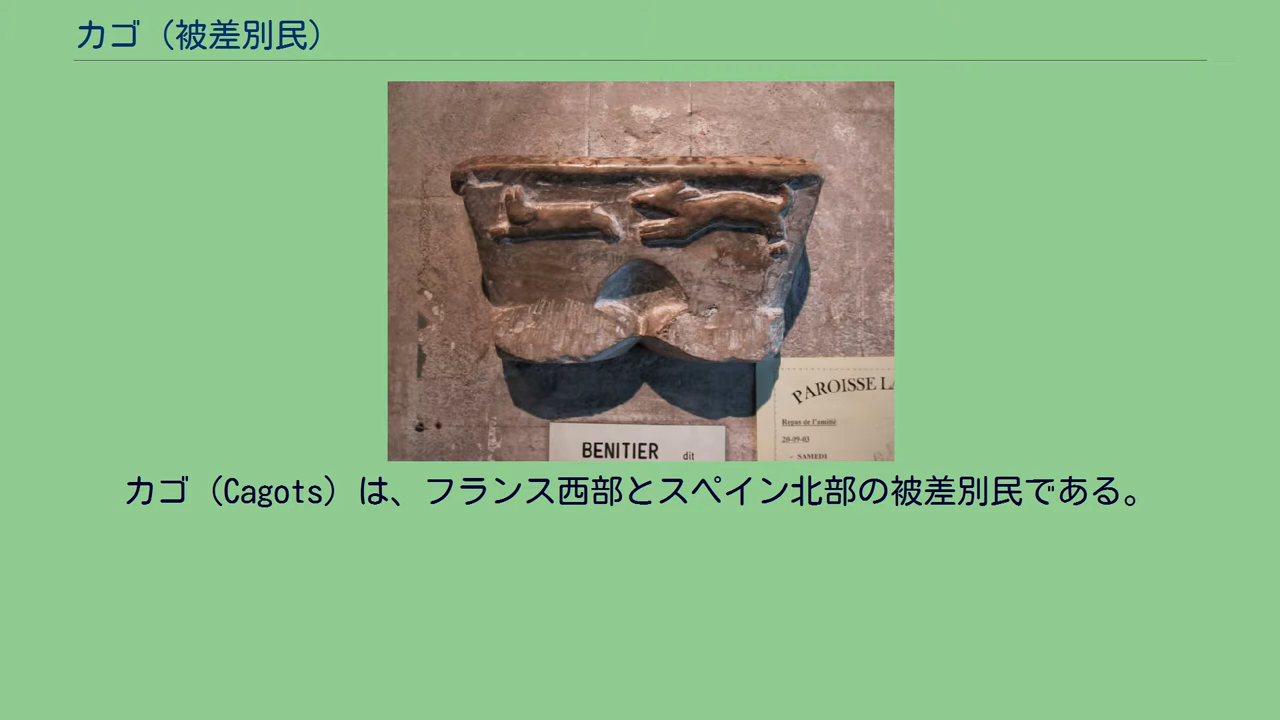 カゴ（被差別民）
PAROISSE
Repas de l'amitié
20-09-03
- SAMEDI
BENITIER dit
カゴ（Cagots）は、フランス西部とスペイン北部の被差別民である。